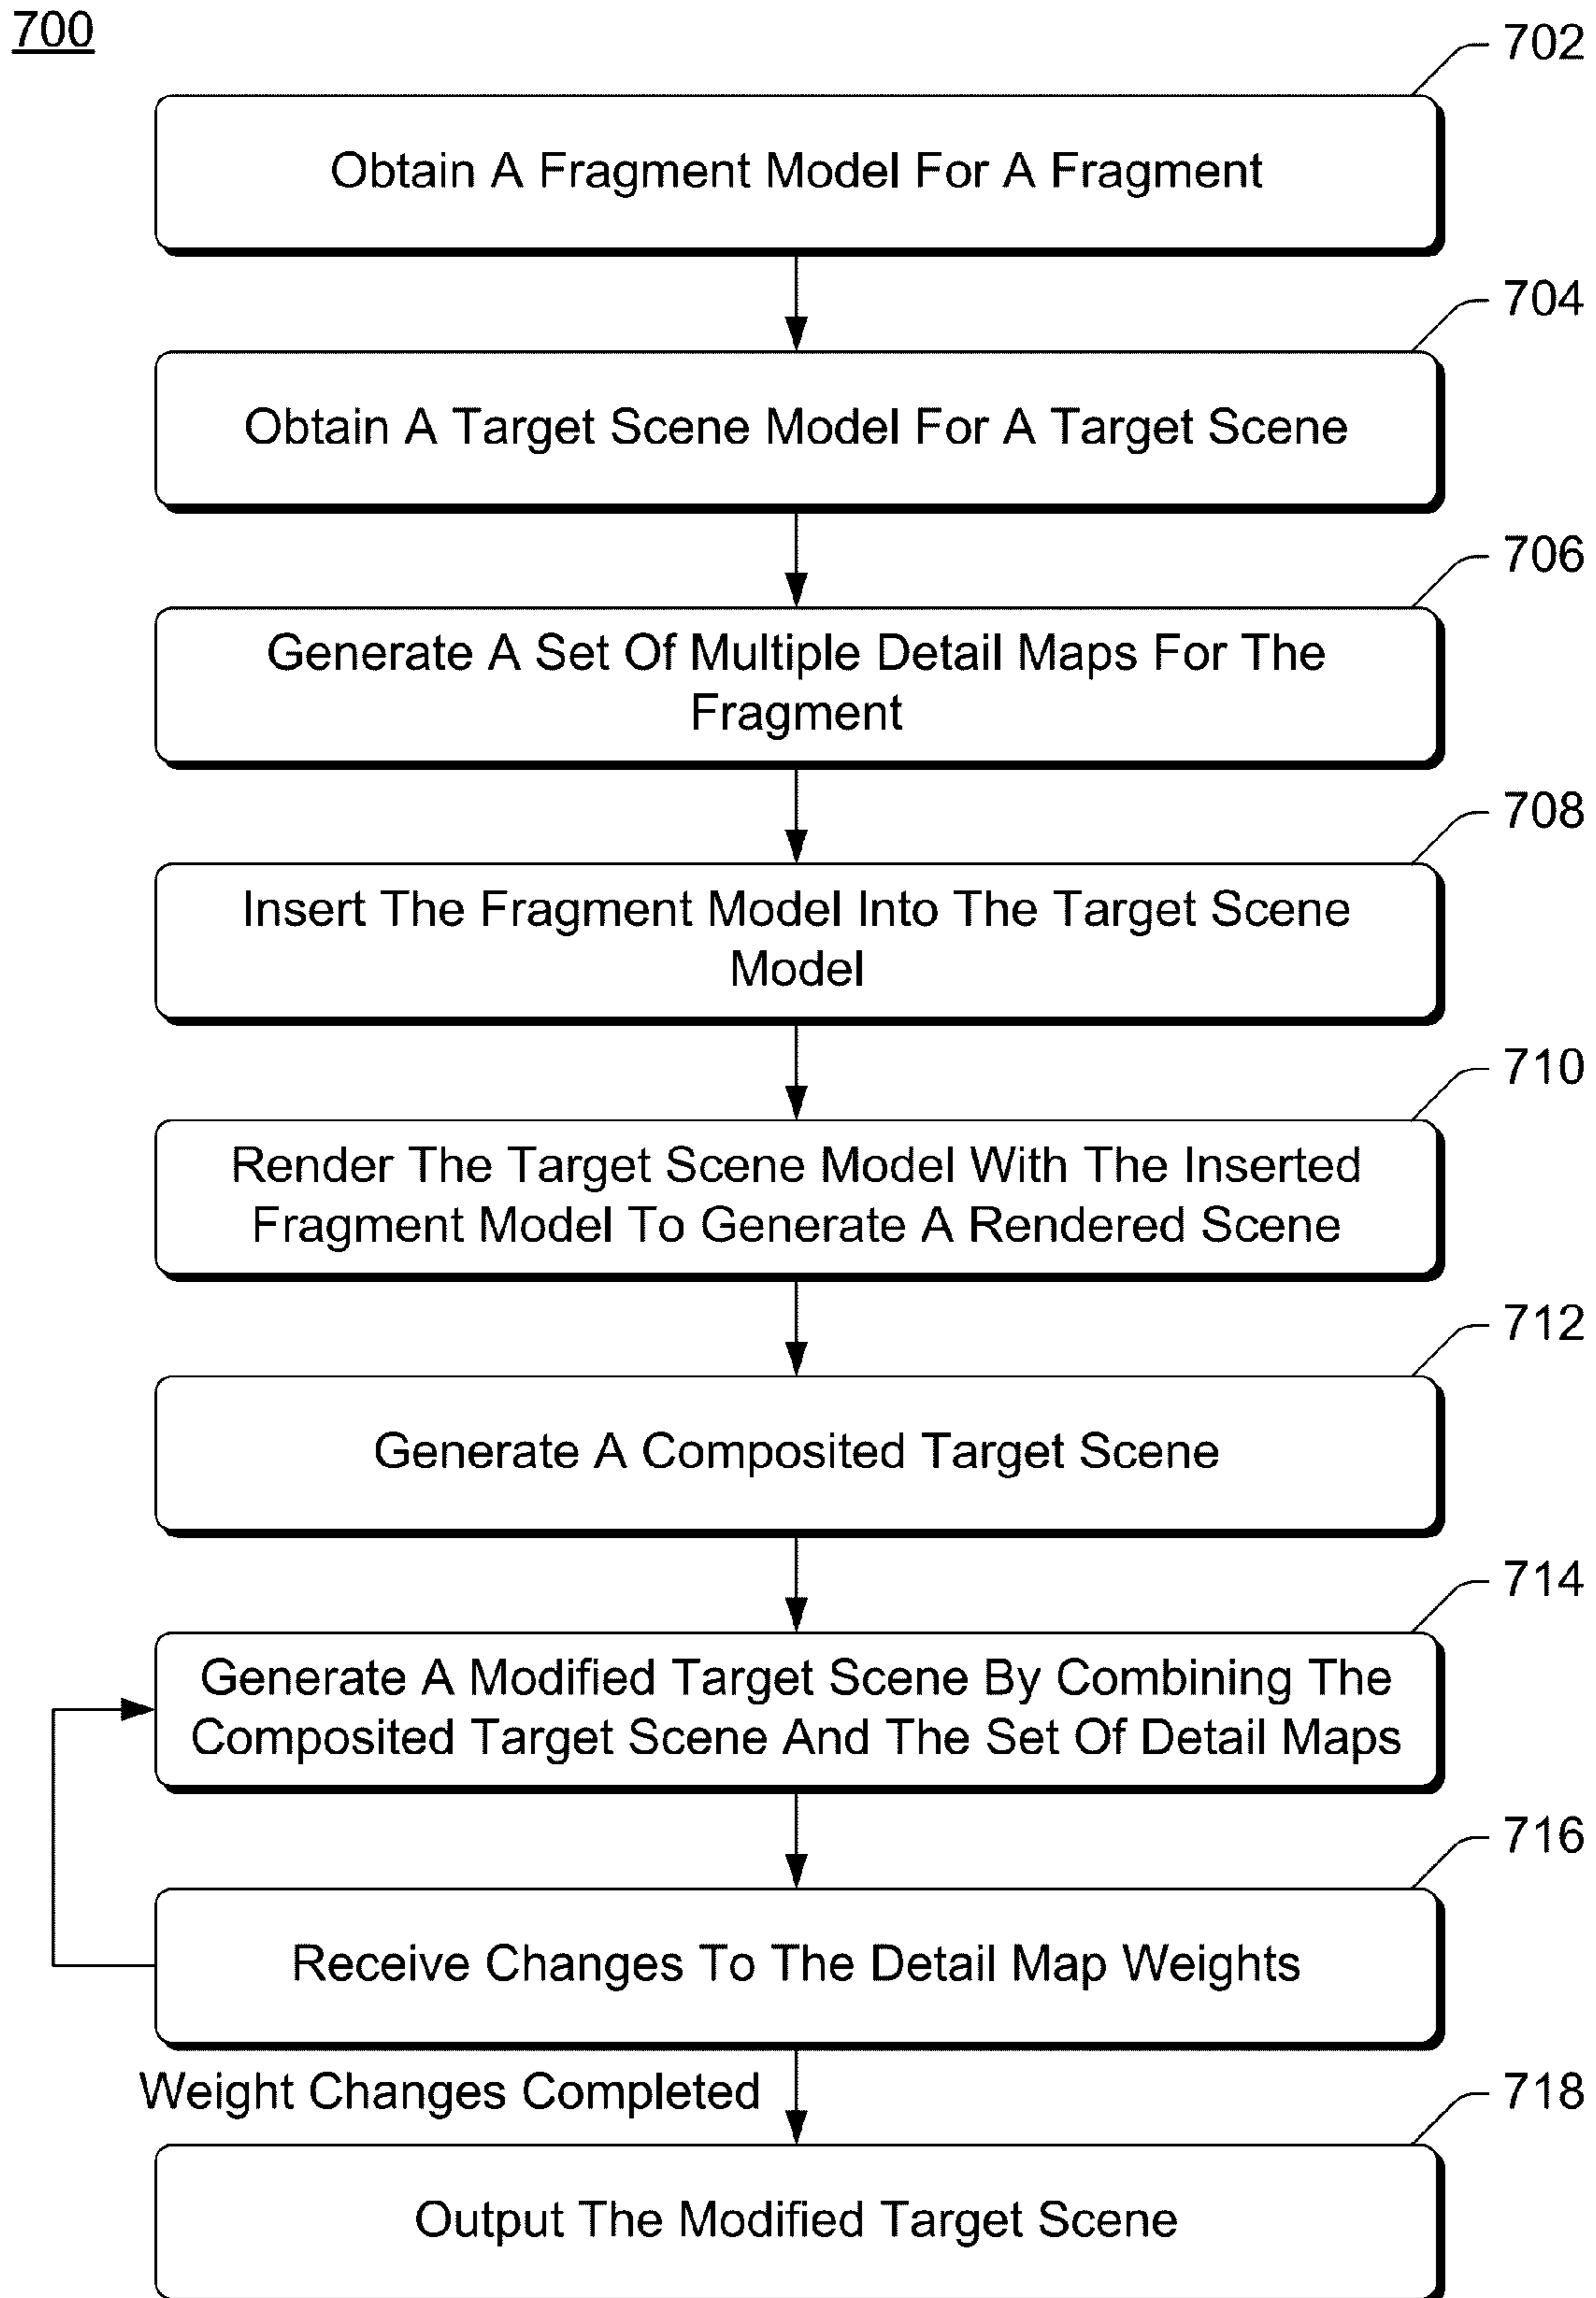 700
702
Obtain A Fragment Model For A Fragment
704
Obtain A Target Scene Model For A Target Scene
706
Generate A Set Of Multiple Detail Maps For The
Fragment
708
Insert The Fragment Model Into The Target Scene
Model
710
Render The Target Scene Model With The Inserted
Fragment Model To Generate A Rendered Scene
712
Generate A Composited Target Scene
714
Generate A Modified Target Scene By Combining The
Composited Target Scene And The Set Of Detail Maps
716
Receive Changes To The Detail Map Weights
Weight Changes Completed
718
Output The Modified Target Scene